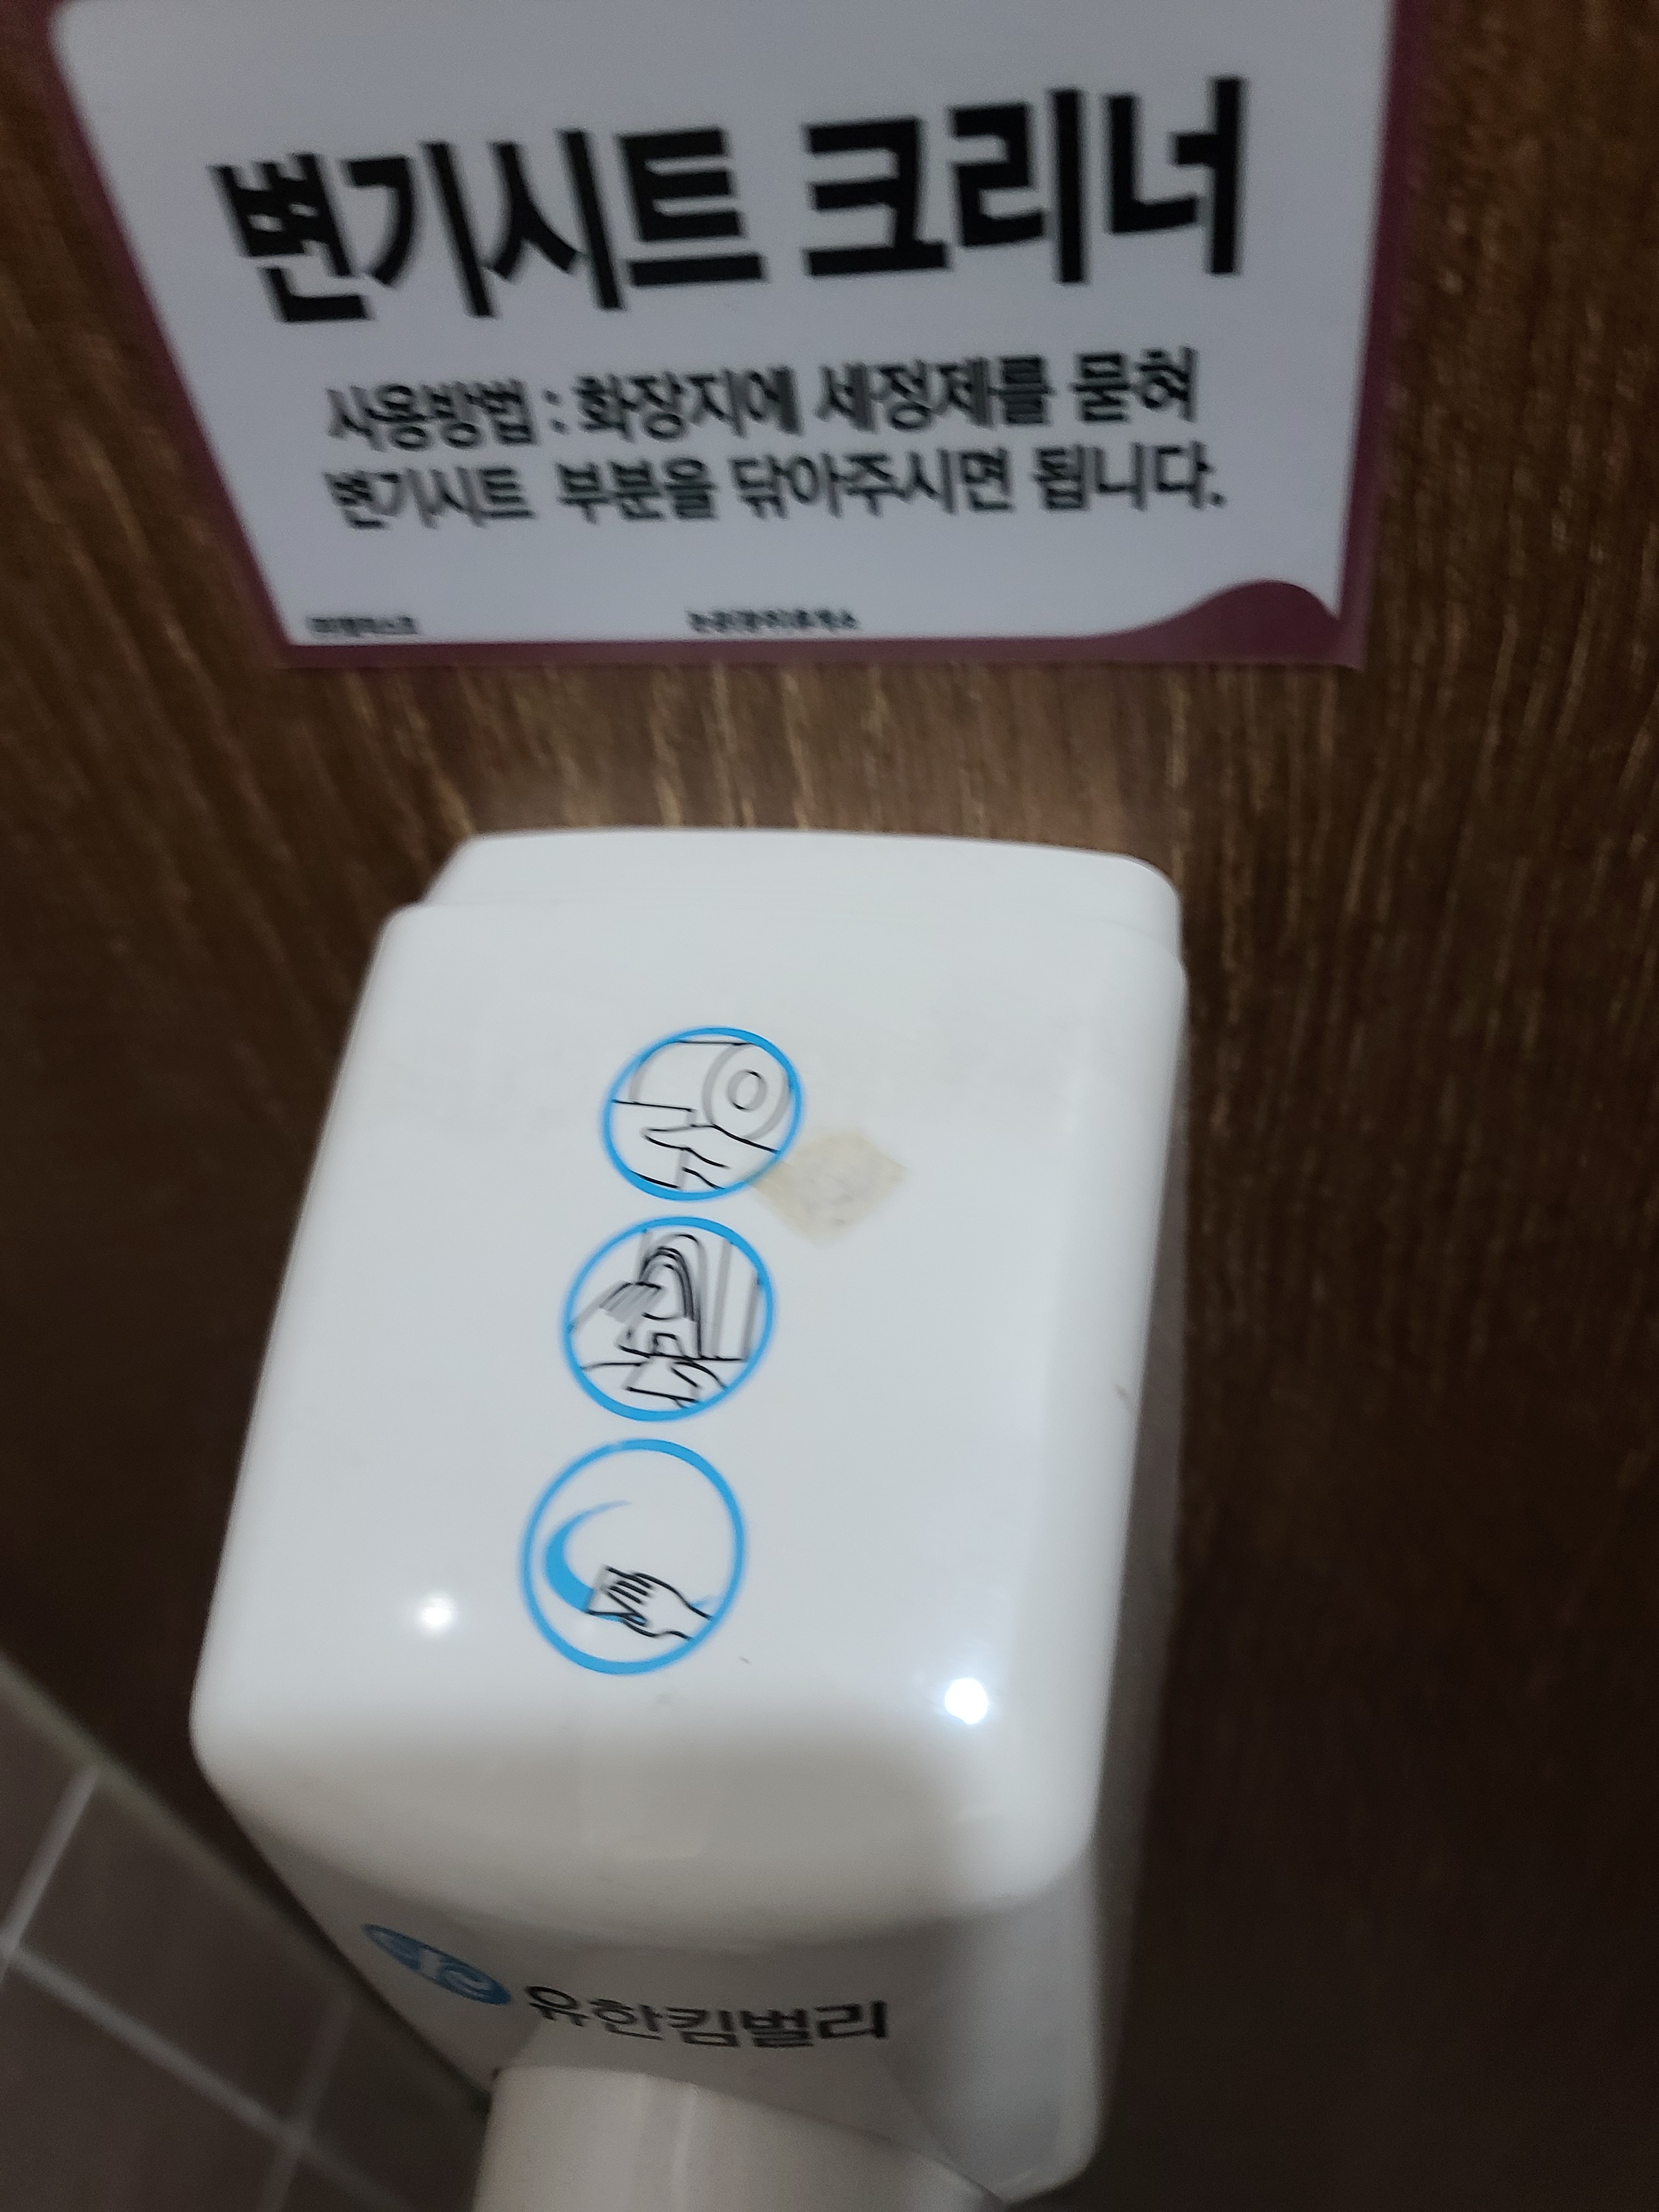 변기시트 크리너
사용방법 : 화장지에 세정제를 묻혀
변기시트 부분을 닦아주시면 됩니다.
유한킴벌리